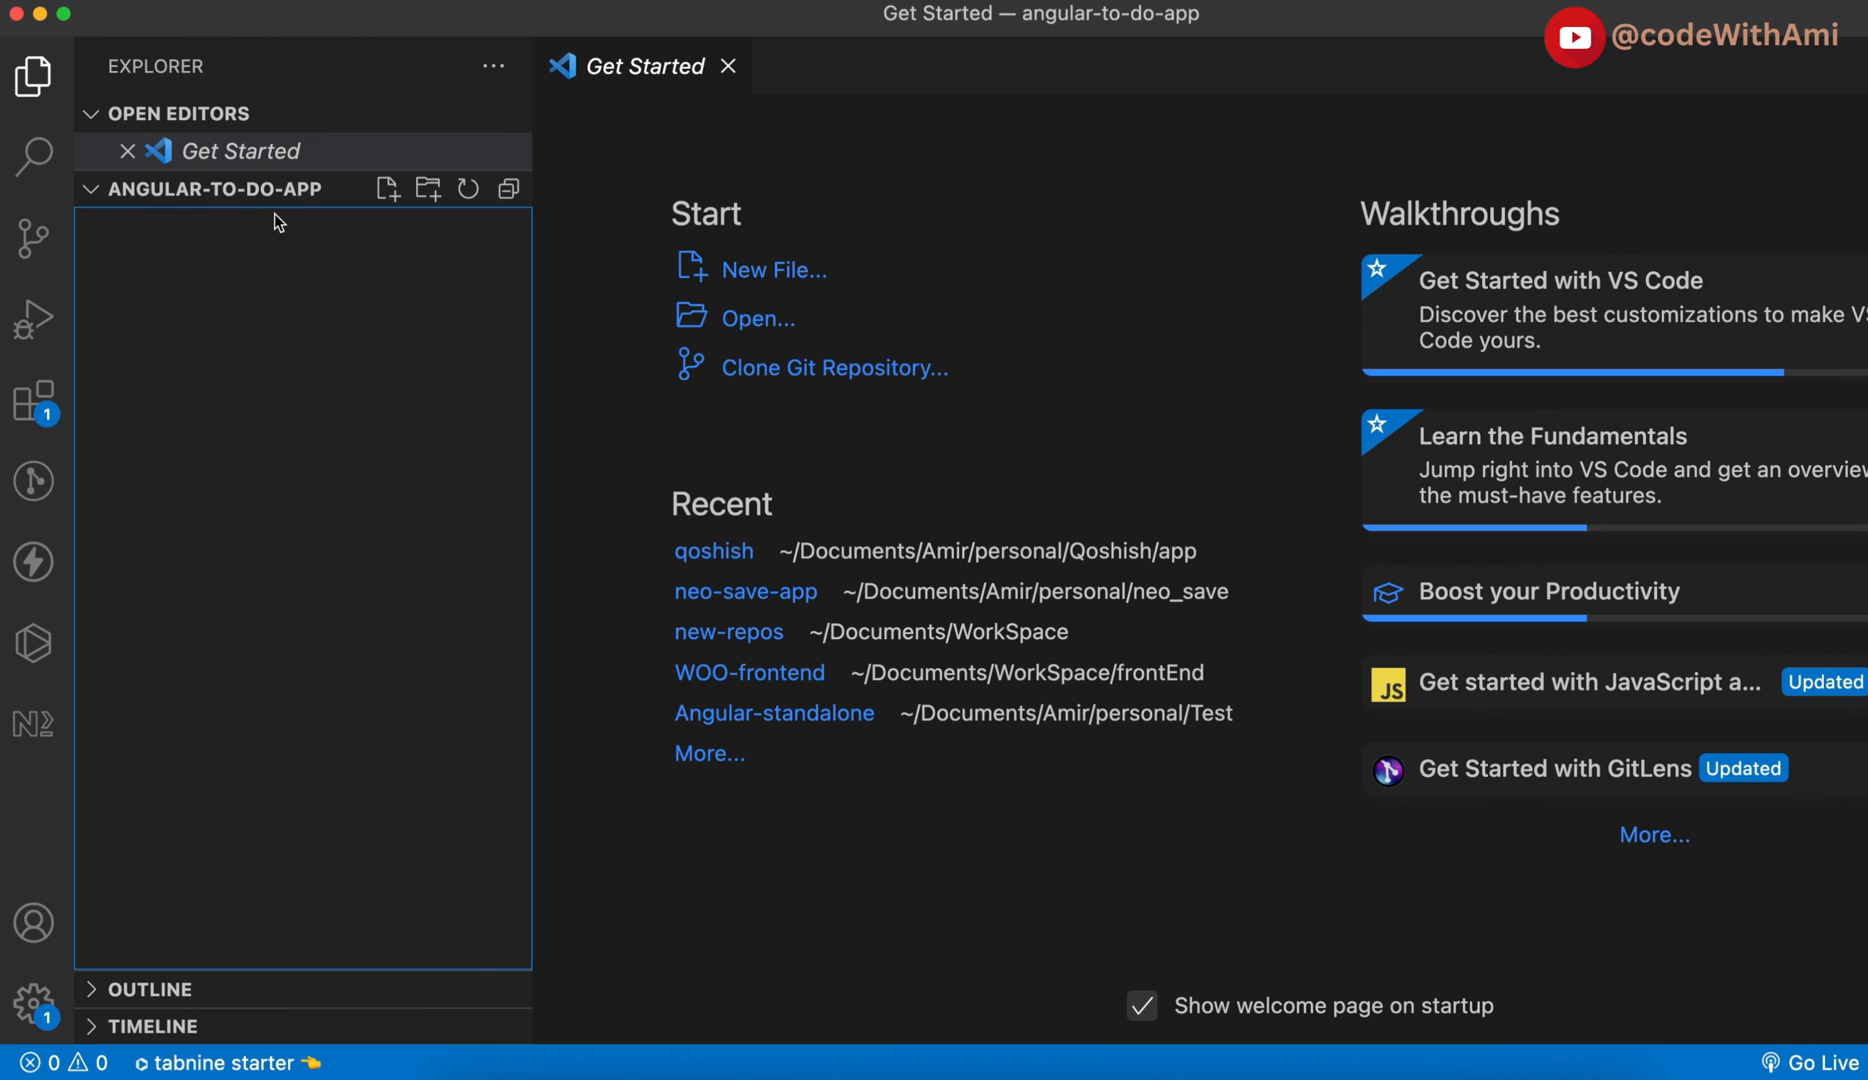 Get Started — angular-to-do-app
@codeWithAmi
EXPLORER
Get Started
OPEN EDITORS
Get Started
ANGULAR-TO-DO-APP
Start
New File...
Open...
Clone Git Repository...
Recent
qoshish ~/Documents/Amir/personal/Qoshish/app
neo-save-app ~/Documents/Amir/personal/neo_save
new-repos ~/Documents/WorkSpace
WOO-frontend ~/Documents/WorkSpace/frontEnd
Angular-standalone ~/Documents/Amir/personal/Test
More...
Walkthroughs
Get Started with VS Code
Discover the best customizations to make VS
Code yours.
Learn the Fundamentals
Jump right into VS Code and get an overview
the must-have features.
Boost your Productivity
JS Get started with JavaScript a... Updated
Get Started with GitLens Updated
More...
Show welcome page on startup
1
1
OUTLINE
TIMELINE
0 0 tabnine starter
Go Live